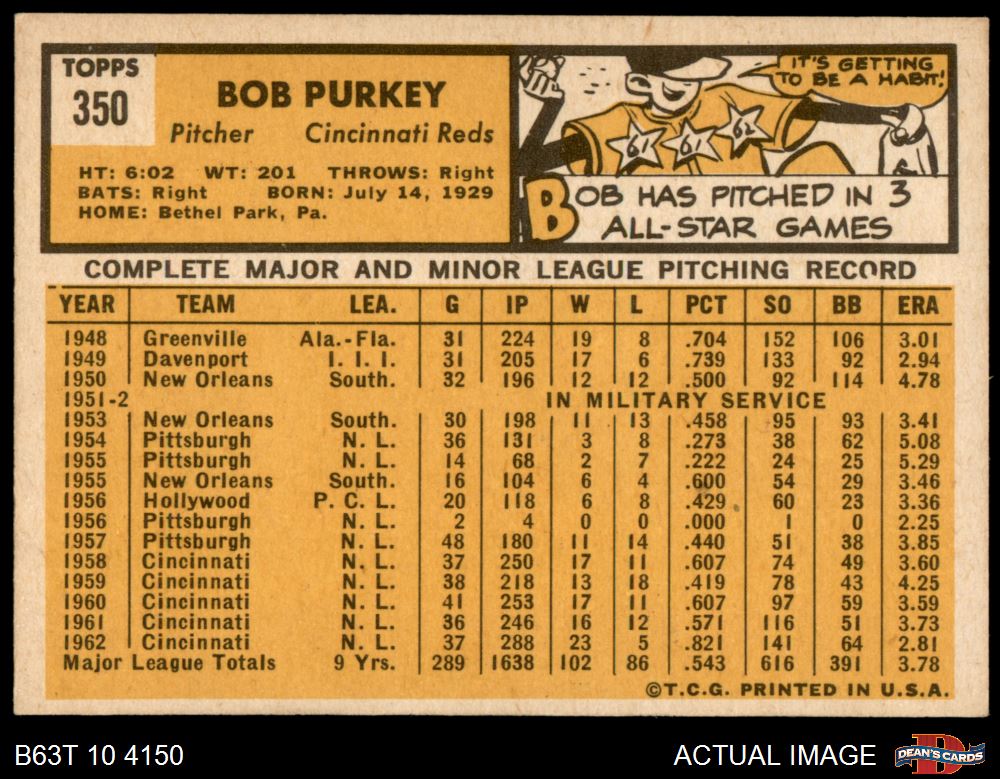 TOPPS
350
BOB PURKEY
Pitcher Cincinnati Reds
HT: 6:02 WT: 201 THROWS: Right
BATS: Right BORN: July 14, 1929
HOME: Bethel Park, Pa.
IT'S GETTING
TO BE A HABIT!
61 61 62
BOB HAS PITCHED IN 3
ALL-STAR GAMES
COMPLETE MAJOR AND MINOR LEAGUE PITCHING RECORD
YEAR TEAM LEA. G IP W L PCT SO BB ERA
1948 Greenville Ala.-Fla. 31 224 19 8 .704 152 106 3.01
1949 Davenport I. I. I. 31 205 17 6 .739 133 92 2.94
1950 New Orleans South. 32 196 12 12 .500 92 114 4.78
1951-2 IN MILITARY SERVICE
1953 New Orleans South. 30 198 11 13 .458 95 93 3.41
1954 Pittsburgh N. L. 36 131 3 8 .273 38 62 5.08
1955 Pittsburgh N. L. 14 68 2 7 .222 24 25 5.29
1955 New Orleans South. 16 104 6 4 .600 54 29 3.46
1956 Hollywood P. C. L. 20 118 6 8 .429 60 23 3.36
1956 Pittsburgh N. L. 2 4 0 0 .000 1 0 2.25
1957 Pittsburgh N. L. 48 180 11 14 .440 51 38 3.85
1958 Cincinnati N. L. 37 250 17 11 .607 74 49 3.60
1959 Cincinnati N. L. 38 218 13 18 .419 78 43 4.25
1960 Cincinnati N. L. 41 253 17 11 .607 97 59 3.59
1961 Cincinnati N. L. 36 246 16 12 .571 116 51 3.73
1962 Cincinnati N. L. 37 288 23 5 .821 141 64 2.81
Major League Totals 9 Yrs. 289 1638 102 86 .543 616 391 3.78
©T.C.G. PRINTED IN U.S.A.
B63T 10 4150
ACTUAL IMAGE
D
DEAN'S CARDS